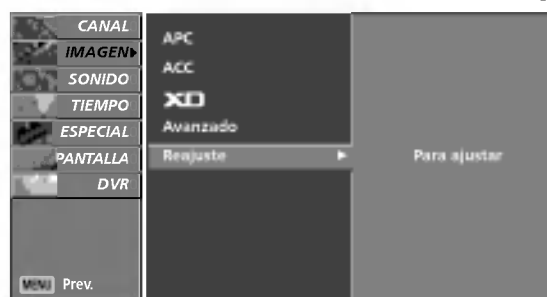 CANAL
IMAGEN
SONIDO
TIEMPO
ESPECIAL
PANTALLA
DVR
MENU Prev.
APC
ACC
XD
Avanzado
Reajuste
Para ajustar